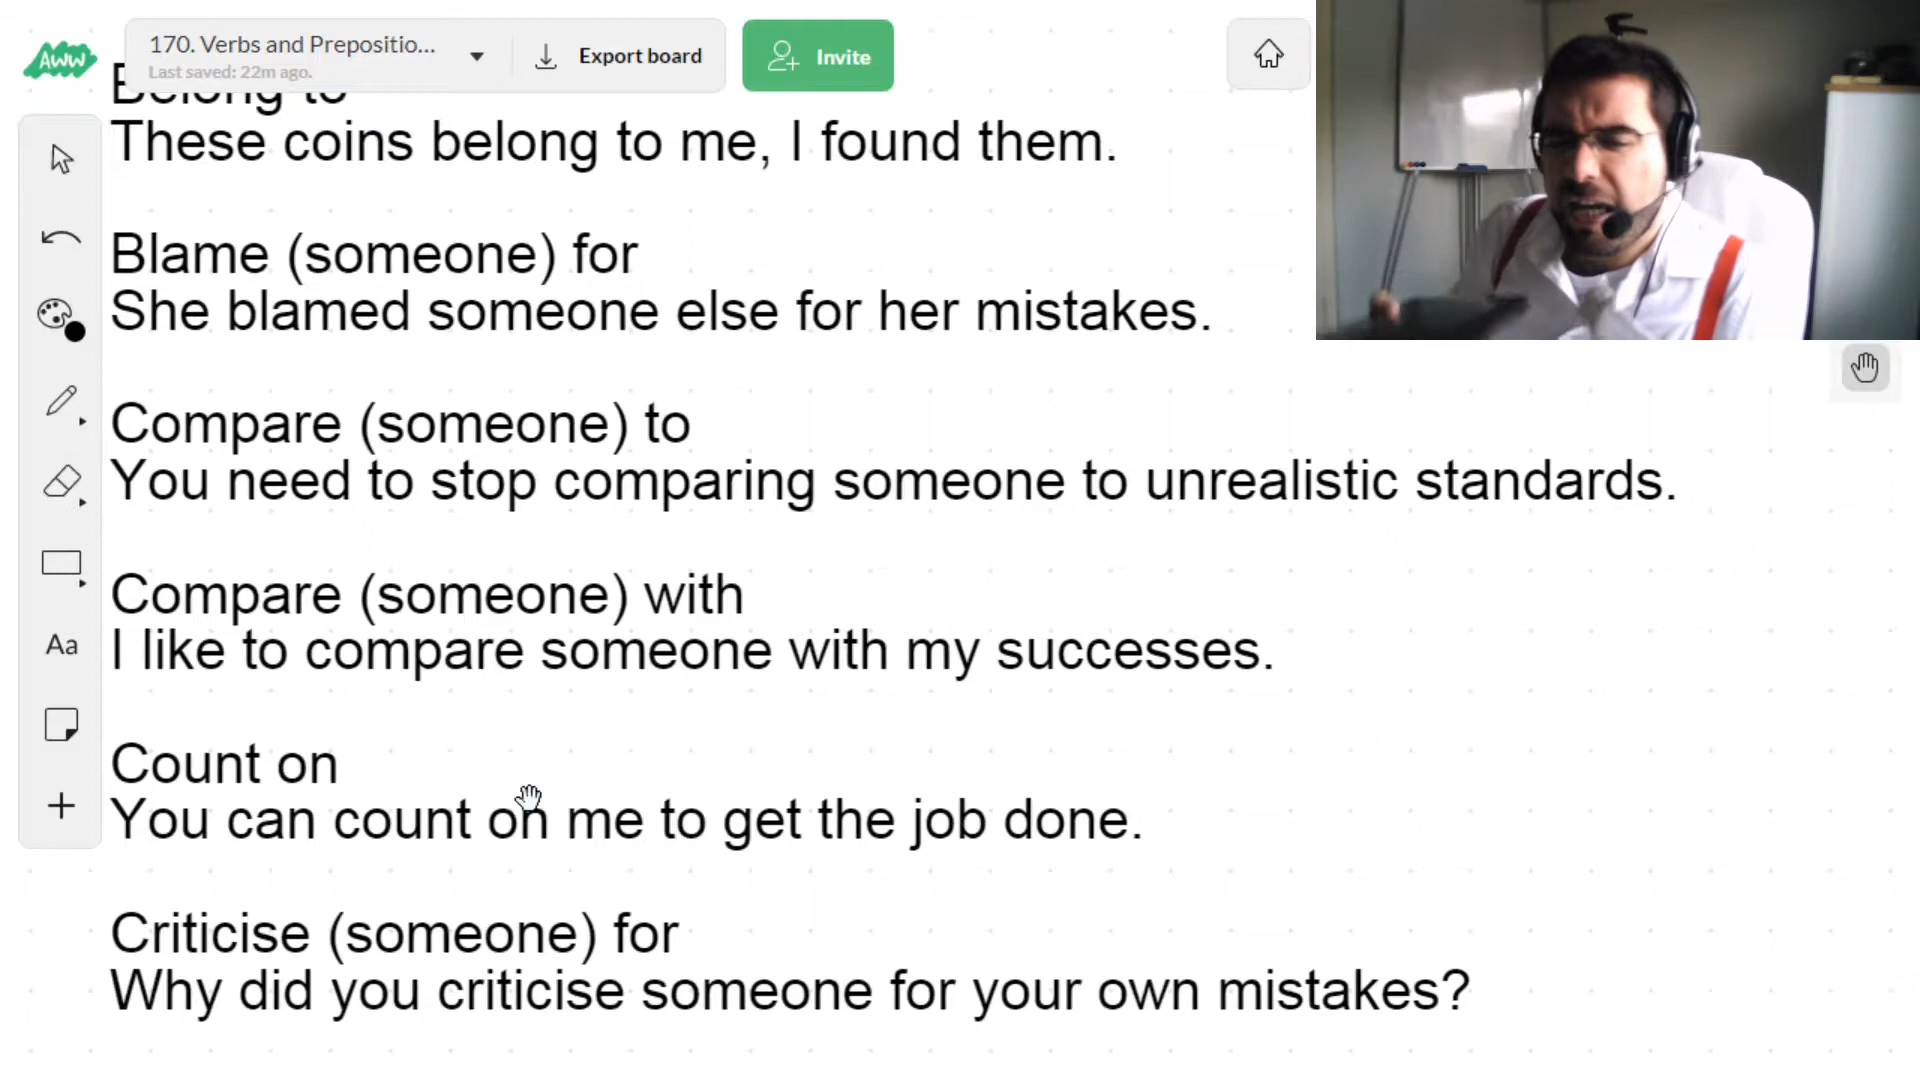 AWW
170. Verbs and Prepositio...
Last saved: 22m ago.
Export board
Invite
Belong to
These coins belong to me, I found them.
Blame (someone) for
She blamed someone else for her mistakes.
Compare (someone) to
You need to stop comparing someone to unrealistic standards.
Compare (someone) with
I like to compare someone with my successes.
Aa
Count on
You can count on me to get the job done.
Criticise (someone) for
Why did you criticise someone for your own mistakes?